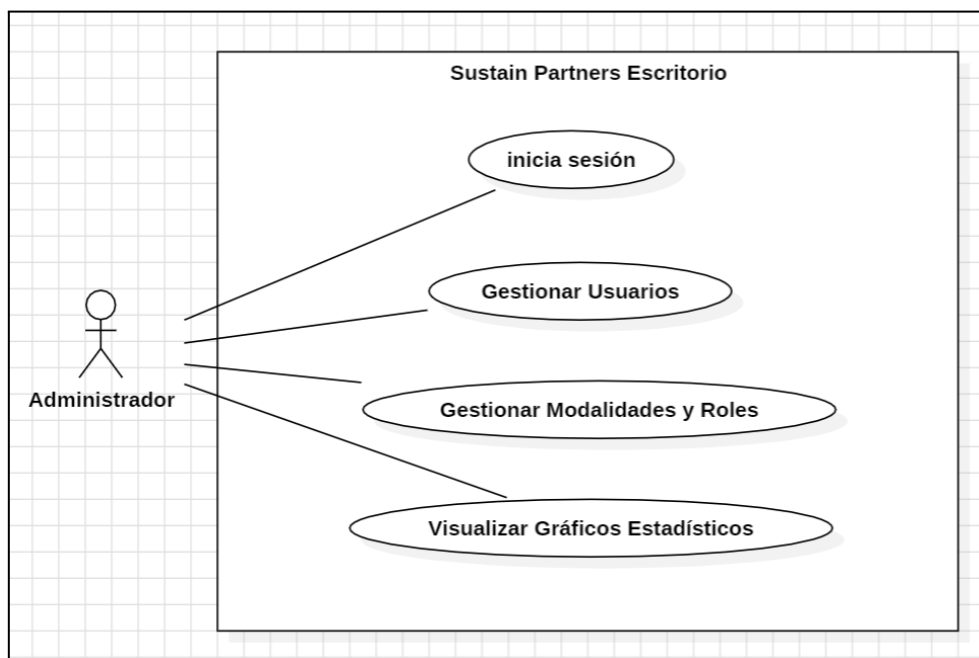 Sustain Partners Escritorio
inicia sesión
Gestionar Usuarios
Administrador
Gestionar Modalidades y Roles
Visualizar Gráficos Estadísticos